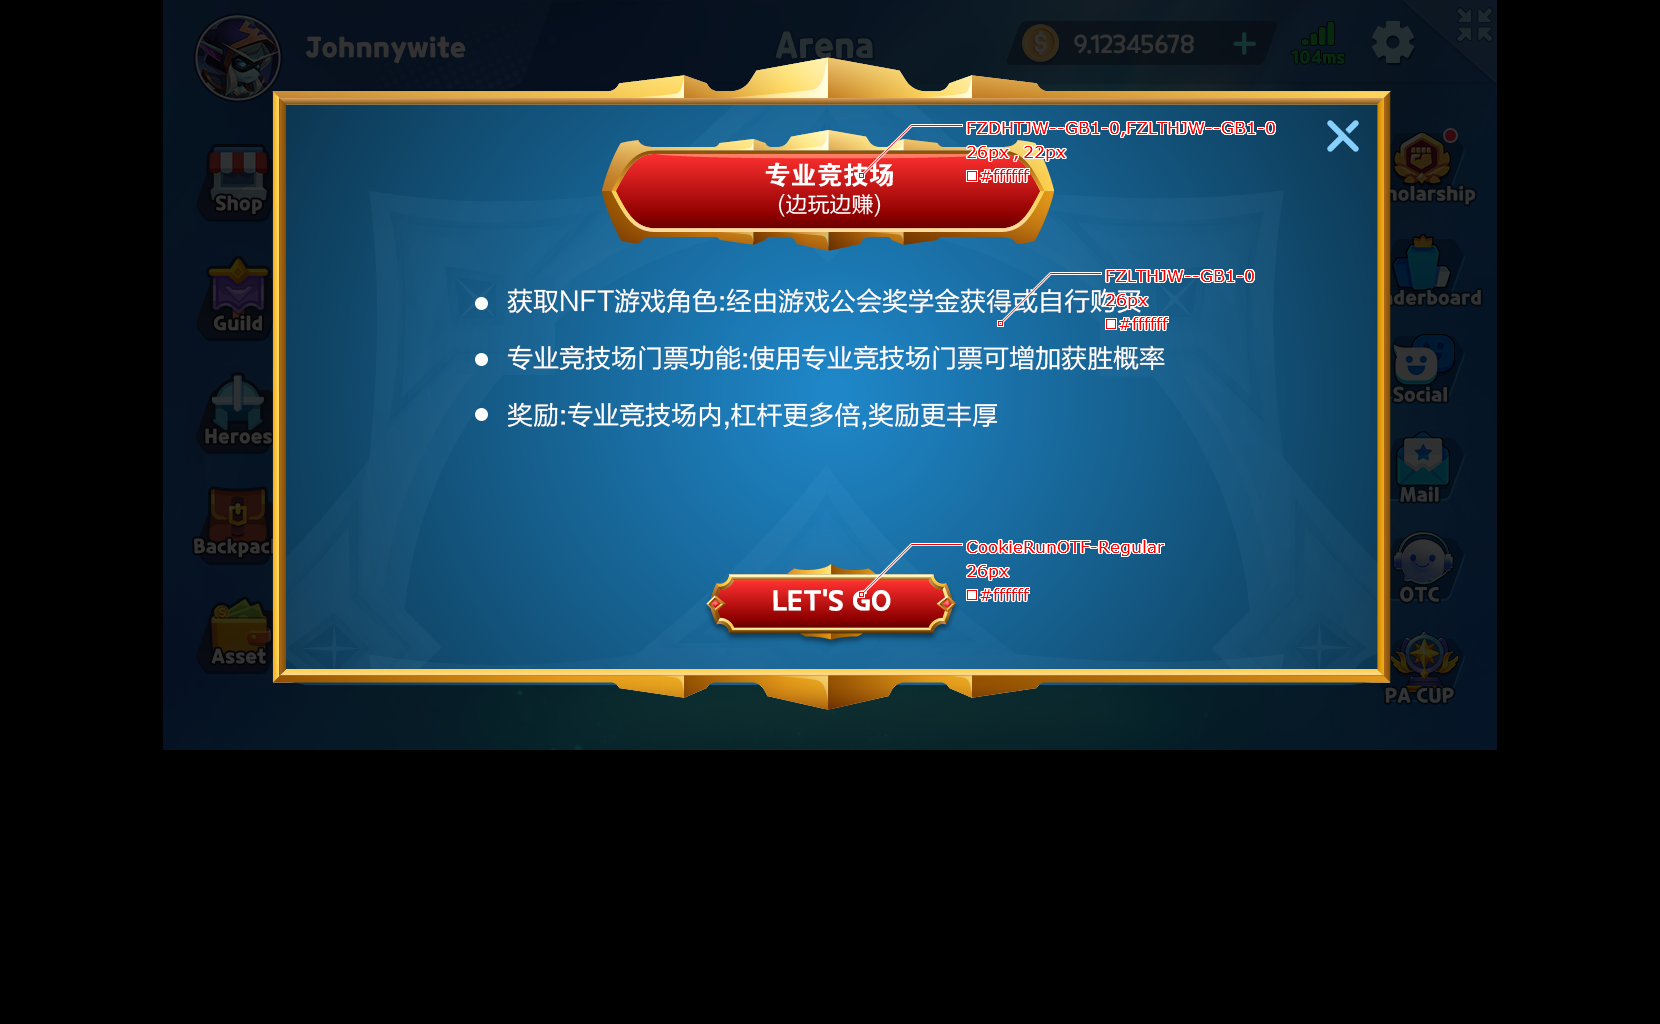 Johnnywite
Arena
9.12345678
104ms
FZDHTJW--GB1-0,FZLTHJW--GB1-0
26px , 22px
#ffffff
专业竞技场
(边玩边赚)
Shop
holarship
FZLTHJW--GB1-0
26px
#ffffff
获取NFT游戏角色:经由游戏公会奖学金获得或自行购买
Guild
derboard
专业竞技场门票功能:使用专业竞技场门票可增加获胜概率
Social
奖励:专业竞技场内,杠杆更多倍,奖励更丰厚
Heroes
Mail
Backpac
CookieRunOTF-Regular
26px
#ffffff
LET'S GO
OTC
Asset
PA CUP